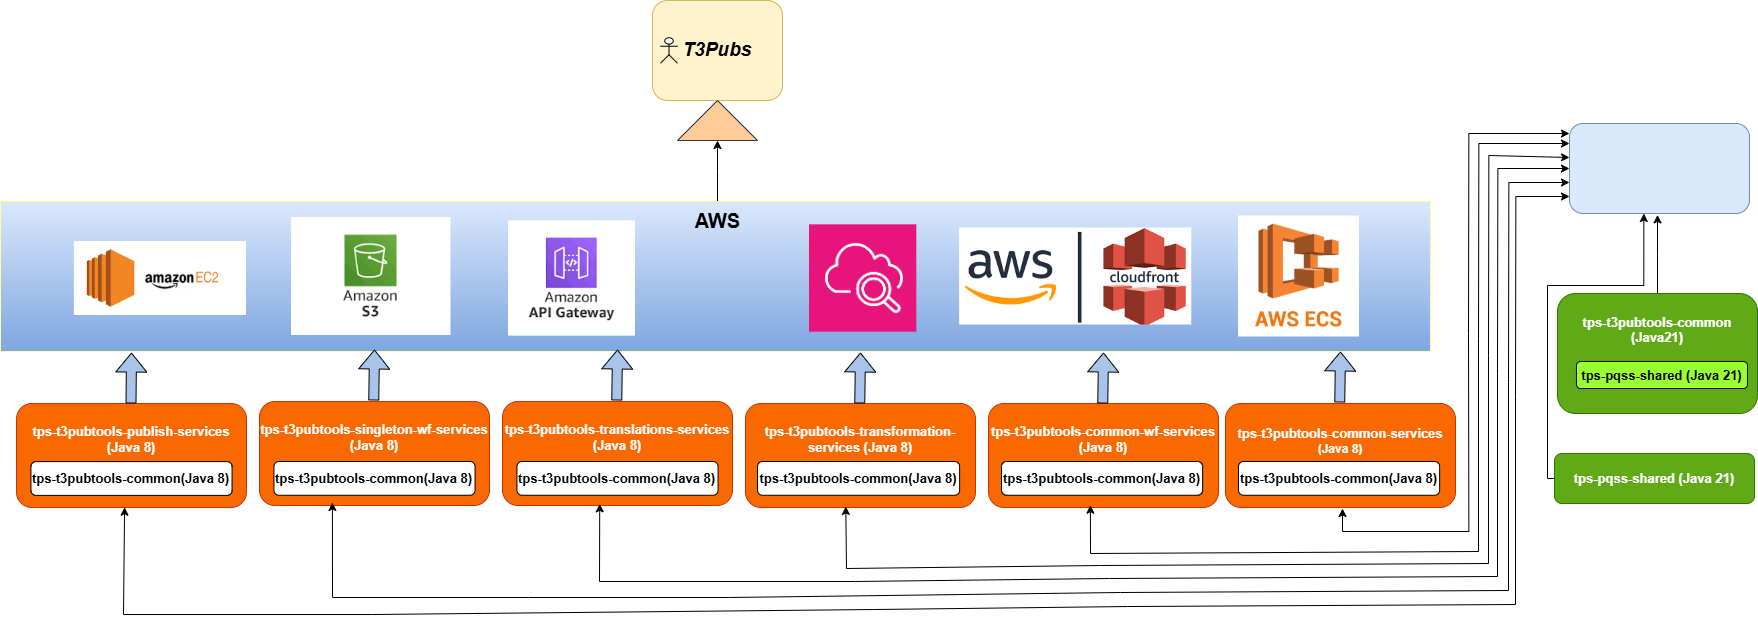 T3Pubs
AWS
amazon EC2
Amazon
S3
Amazon
API Gateway
aws
cloudfront
AWS ECS
tps-t3pubtools-common
(Java21)
tps-pqss-shared (Java 21)
tps-pqss-shared (Java 21)
tps-t3pubtools-publish-services
(Java 8)
tps-t3pubtools-common(Java 8)
tps-t3pubtools-singleton-wf-services
(Java 8)
tps-t3pubtools-common(Java 8)
tps-t3pubtools-translations-services
(Java 8)
tps-t3pubtools-common(Java 8)
tps-t3pubtools-transformation-
services (Java 8)
tps-t3pubtools-common(Java 8)
tps-t3pubtools-common-wf-services
(Java 8)
tps-t3pubtools-common(Java 8)
tps-t3pubtools-common-services
(Java 8)
tps-t3pubtools-common(Java 8)